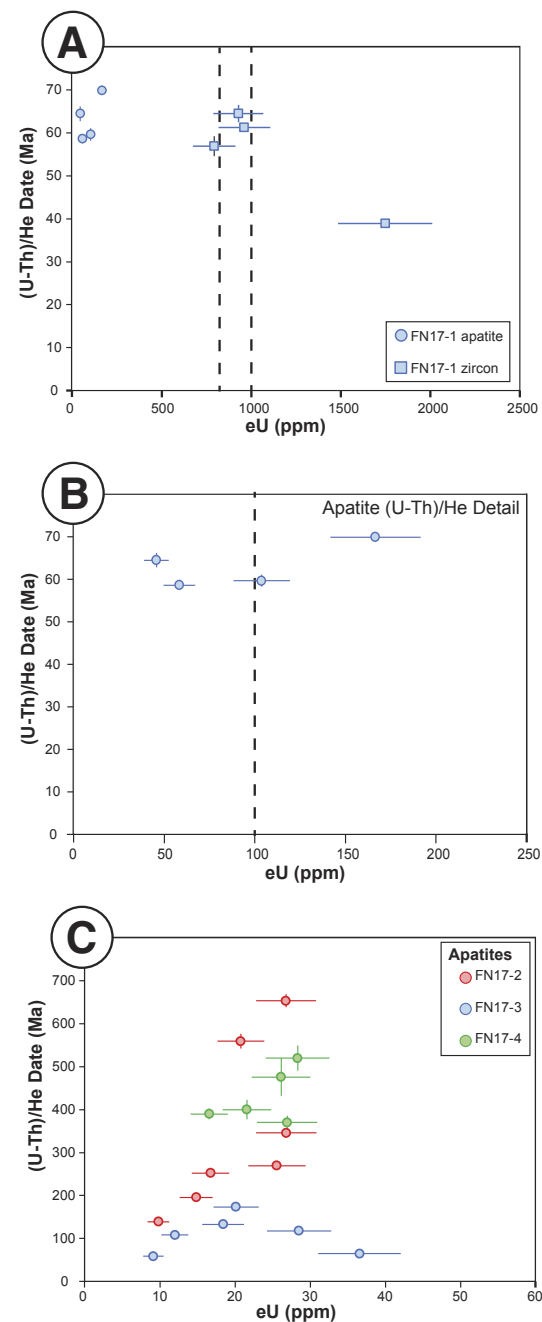 A
(U-Th)/He Date (Ma)
70
60
50
40
30
20
10
0
0 500 1000 1500 2000 2500
eU (ppm)
FN17-1 apatite
FN17-1 zircon
B
Apatite (U-Th)/He Detail
(U-Th)/He Date (Ma)
70
60
50
40
30
20
10
0
0 50 100 150 200 250
eU (ppm)
C
Apatites
FN17-2
FN17-3
FN17-4
(U-Th)/He Date (Ma)
700
600
500
400
300
200
100
0
0 10 20 30 40 50 60
eU (ppm)